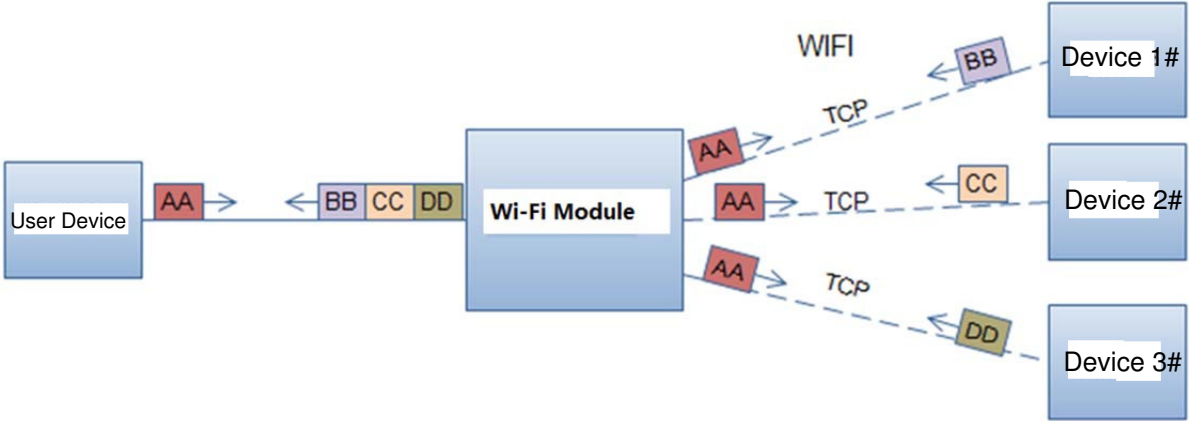 WIFI
BB
Device 1#
TCP
AA
User Device
AA
BB CC DD
Wi-Fi Module
AA
TCP
CC
Device 2#
AA
TCP
DD
Device 3#